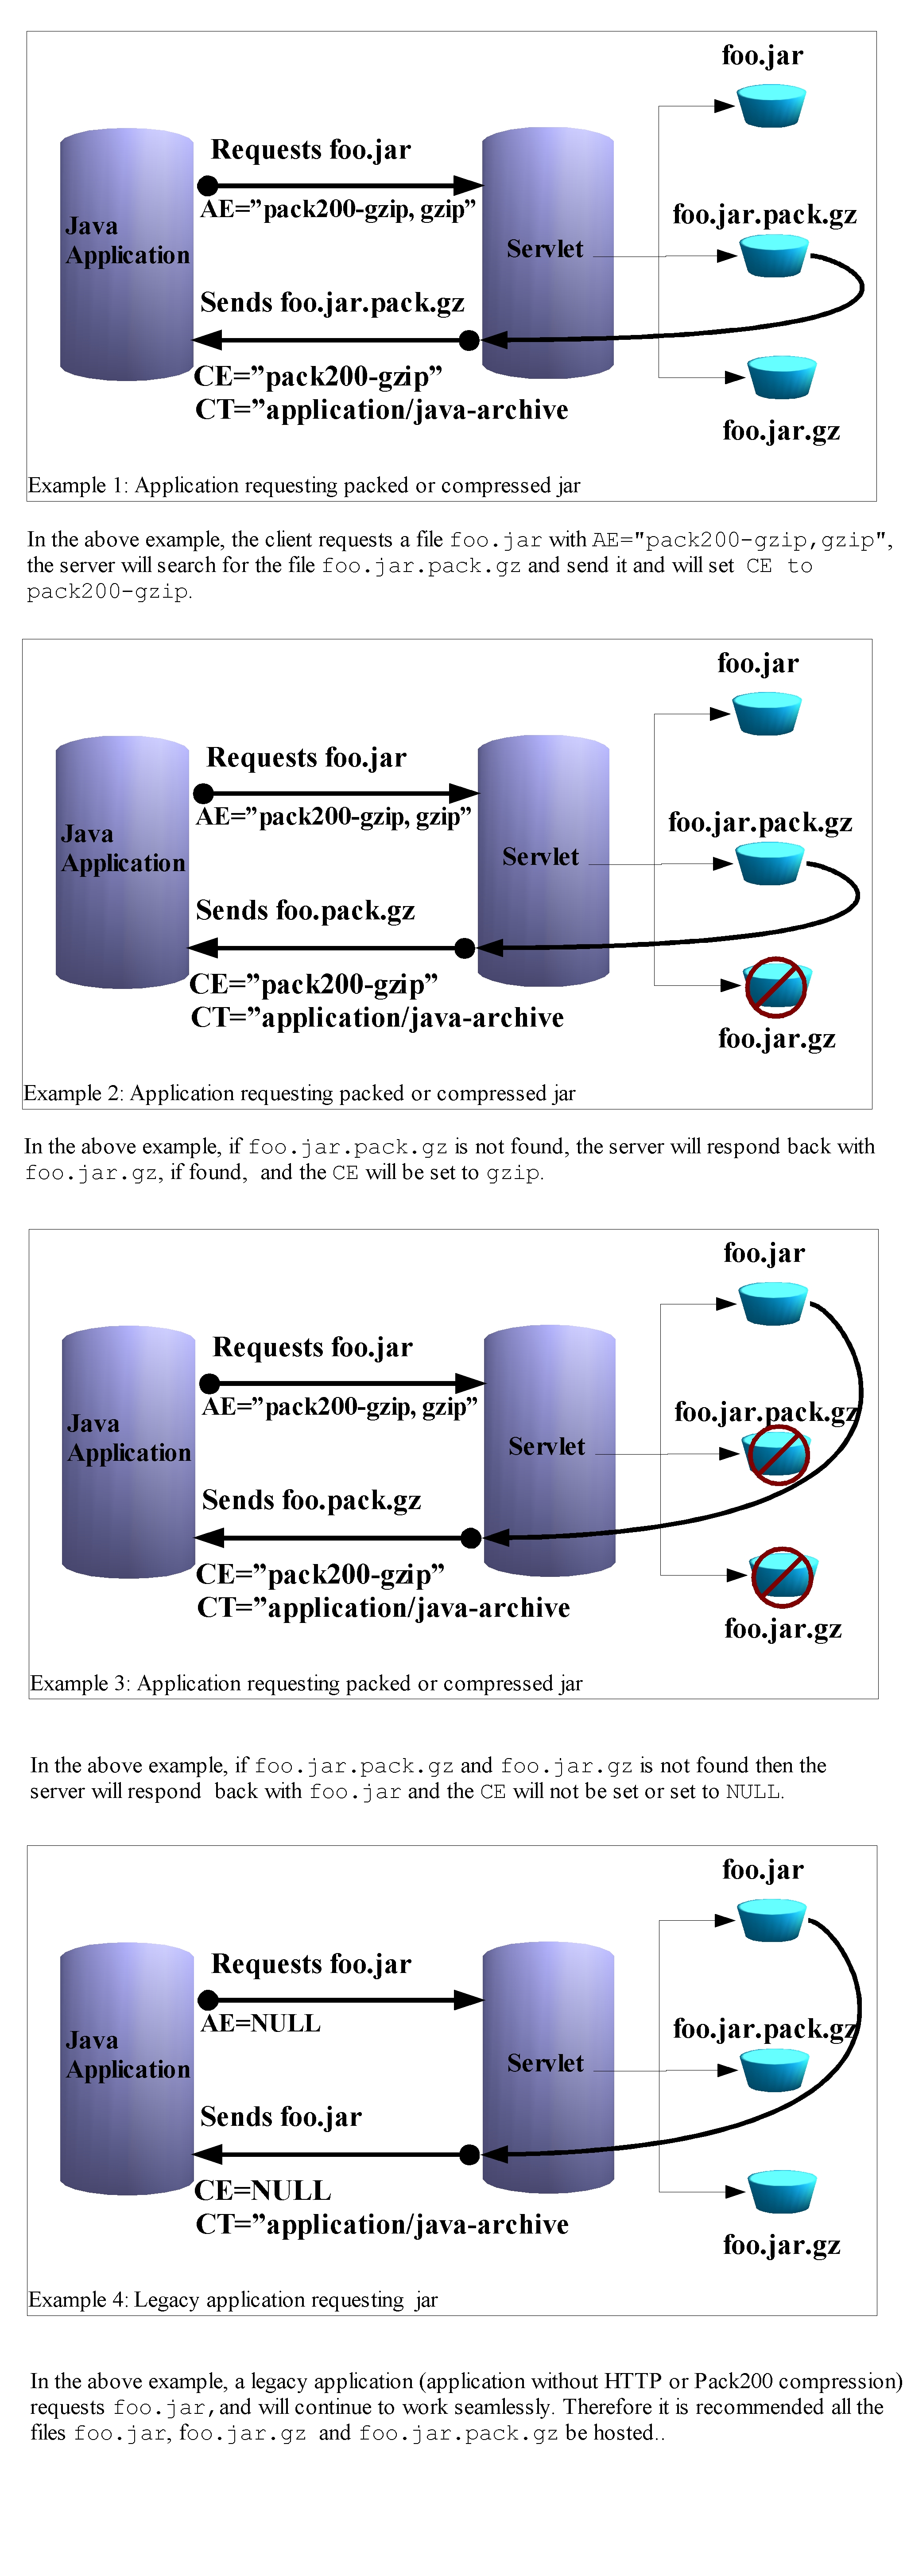 foo.jar
Requests foo.jar
AE=”pack200-gzip, gzip”
foo.jar.pack.gz
Java
Application
Servlet
Sends foo.jar.pack.gz
CE=”pack200-gzip”
CT=”application/java-archive
foo.jar.gz
Example 1: Application requesting packed or compressed jar
In the above example, the client requests a file foo.jar with AE="pack200-gzip,gzip",
the server will search for the file foo.jar.pack.gz and send it and will set CE to
pack200-gzip.
foo.jar
Requests foo.jar
AE=”pack200-gzip, gzip”
foo.jar.pack.gz
Java
Application
Servlet
Sends foo.pack.gz
CE=”pack200-gzip”
CT=”application/java-archive
foo.jar.gz
Example 2: Application requesting packed or compressed jar
In the above example, if foo.jar.pack.gz is not found, the server will respond back with
foo.jar.gz, if found, and the CE will be set to gzip.
foo.jar
Requests foo.jar
AE=”pack200-gzip, gzip”
foo.jar.pack.gz
Java
Application
Servlet
Sends foo.pack.gz
CE=”pack200-gzip”
CT=”application/java-archive
foo.jar.gz
Example 3: Application requesting packed or compressed jar
In the above example, if foo.jar.pack.gz and foo.jar.gz is not found then the
server will respond back with foo.jar and the CE will not be set or set to NULL.
foo.jar
Requests foo.jar
AE=NULL
foo.jar.pack.gz
Java
Application
Servlet
Sends foo.jar
CE=NULL
CT=”application/java-archive
foo.jar.gz
Example 4: Legacy application requesting jar
In the above example, a legacy application (application without HTTP or Pack200 compression)
requests foo.jar,and will continue to work seamlessly. Therefore it is recommended all the
files foo.jar, foo.jar.gz and foo.jar.pack.gz be hosted..